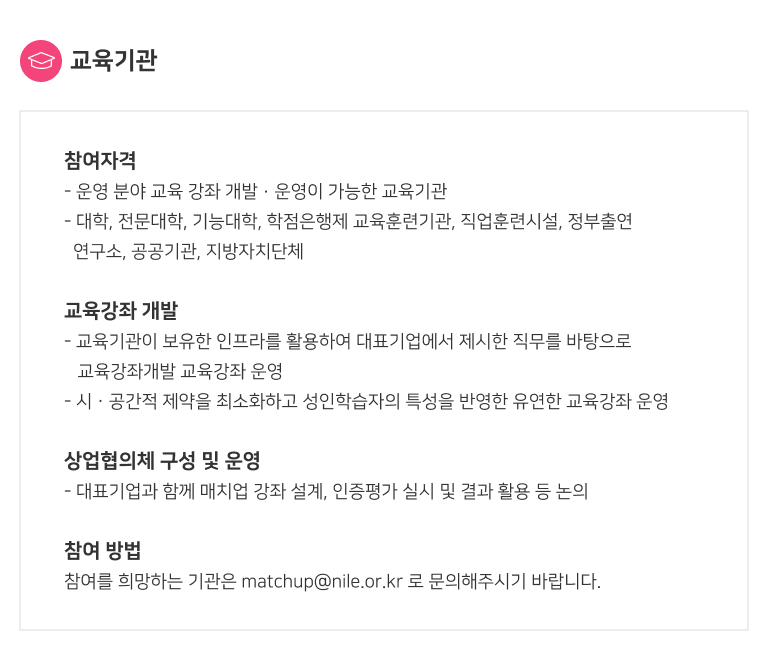 교육기관
참여자격
- 운영 분야 교육 강좌 개발 · 운영이 가능한 교육기관
- 대학, 전문대학, 기능대학, 학점은행제 교육훈련기관, 직업훈련시설, 정부출연
연구소, 공공기관, 지방자치단체
교육강좌 개발
- 교육기관이 보유한 인프라를 활용하여 대표기업에서 제시한 직무를 바탕으로
교육강좌개발 교육강좌 운영
- 시 · 공간적 제약을 최소화하고 성인학습자의 특성을 반영한 유연한 교육강좌 운영
상업협의체 구성 및 운영
- 대표기업과 함께 매치업 강좌 설계, 인증평가 실시 및 결과 활용 등 논의
참여 방법
참여를 희망하는 기관은 matchup@nile.or.kr 로 문의해주시기 바랍니다.